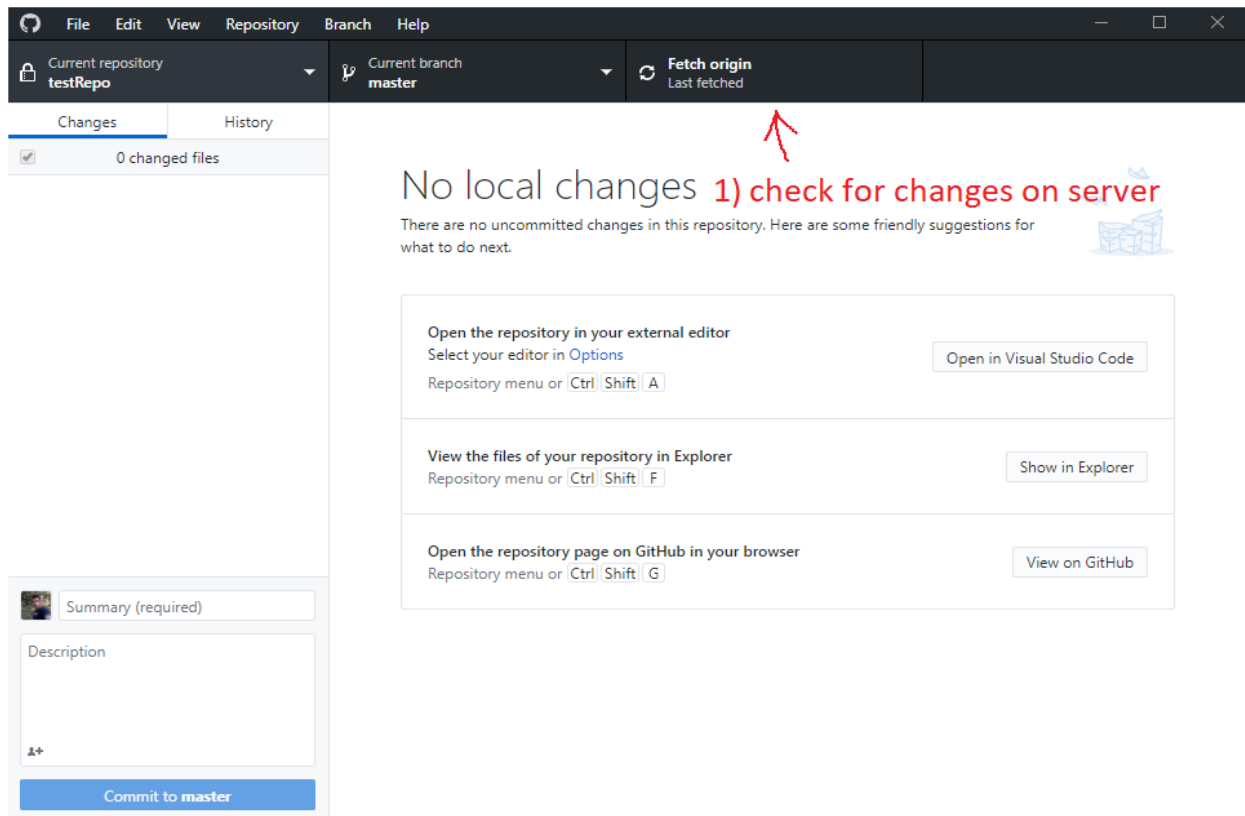 File Edit View Repository Branch Help
Current repository
testRepo
Current branch
master
Fetch origin
Last fetched
Changes History
0 changed files
No local changes
1) check for changes on server
There are no uncommitted changes in this repository. Here are some friendly suggestions for
what to do next.
Open the repository in your external editor
Select your editor in Options
Repository menu or Ctrl Shift A
Open in Visual Studio Code
View the files of your repository in Explorer
Repository menu or Ctrl Shift F
Show in Explorer
Open the repository page on GitHub in your browser
Repository menu or Ctrl Shift G
View on GitHub
Summary (required)
Description
Commit to master